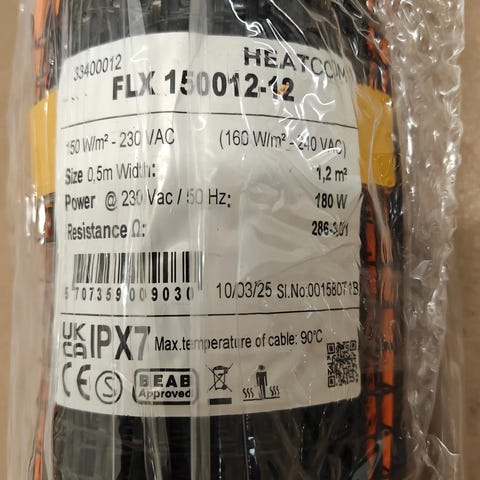 33400012 HEATCOM
FLX 150012-12
150 W/m² - 230 VAC (160 W/m² - 240 VAC)
Size 0,5m Width: 1,2 m²
Power @ 230 Vac / 50 Hz: 180 W
Resistance Ω:
5 707359 009030 10/03/25 Sl.No:00158071B
UK CA IPX7 Max.temperature of cable: 90°C
CE S BEAB Approved